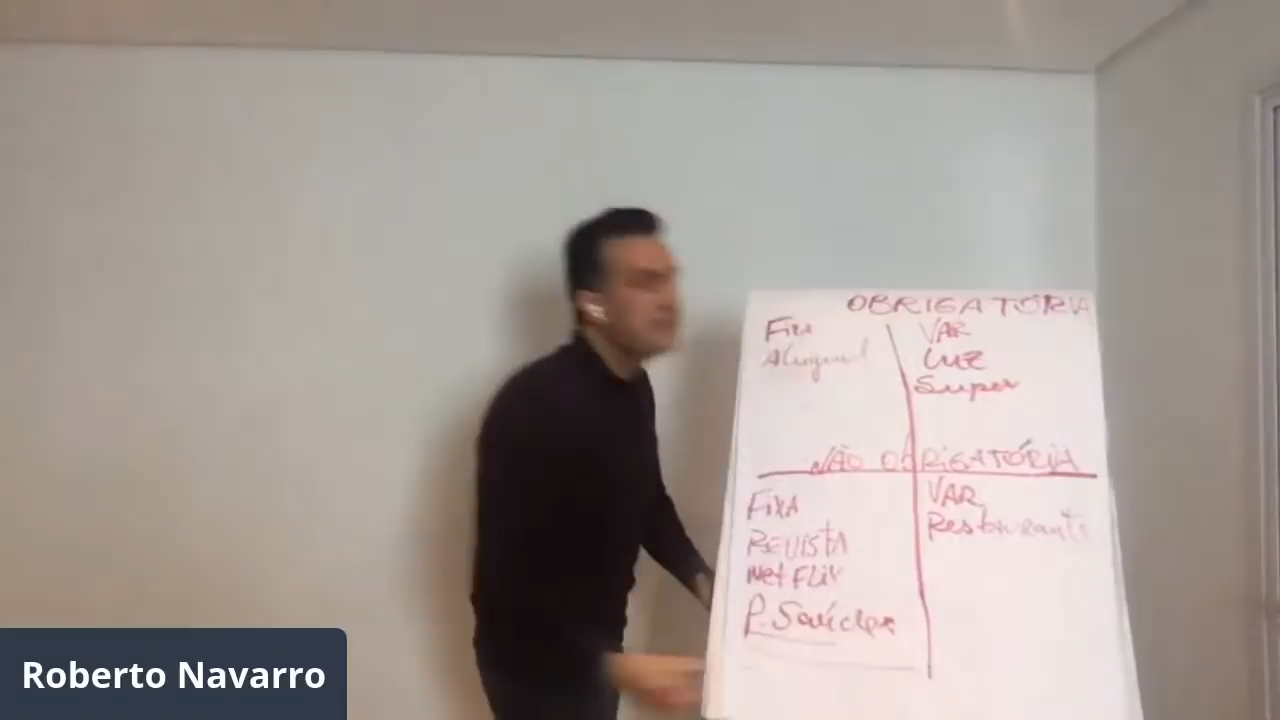 OBRIGATÓRIA
FIXA
VAR
Aluguel
Luz
Super
NÃO OBRIGATÓRIA
FIXA
VAR
REVISTA
Restaurante
NetFlix
P. Saúde
Roberto Navarro